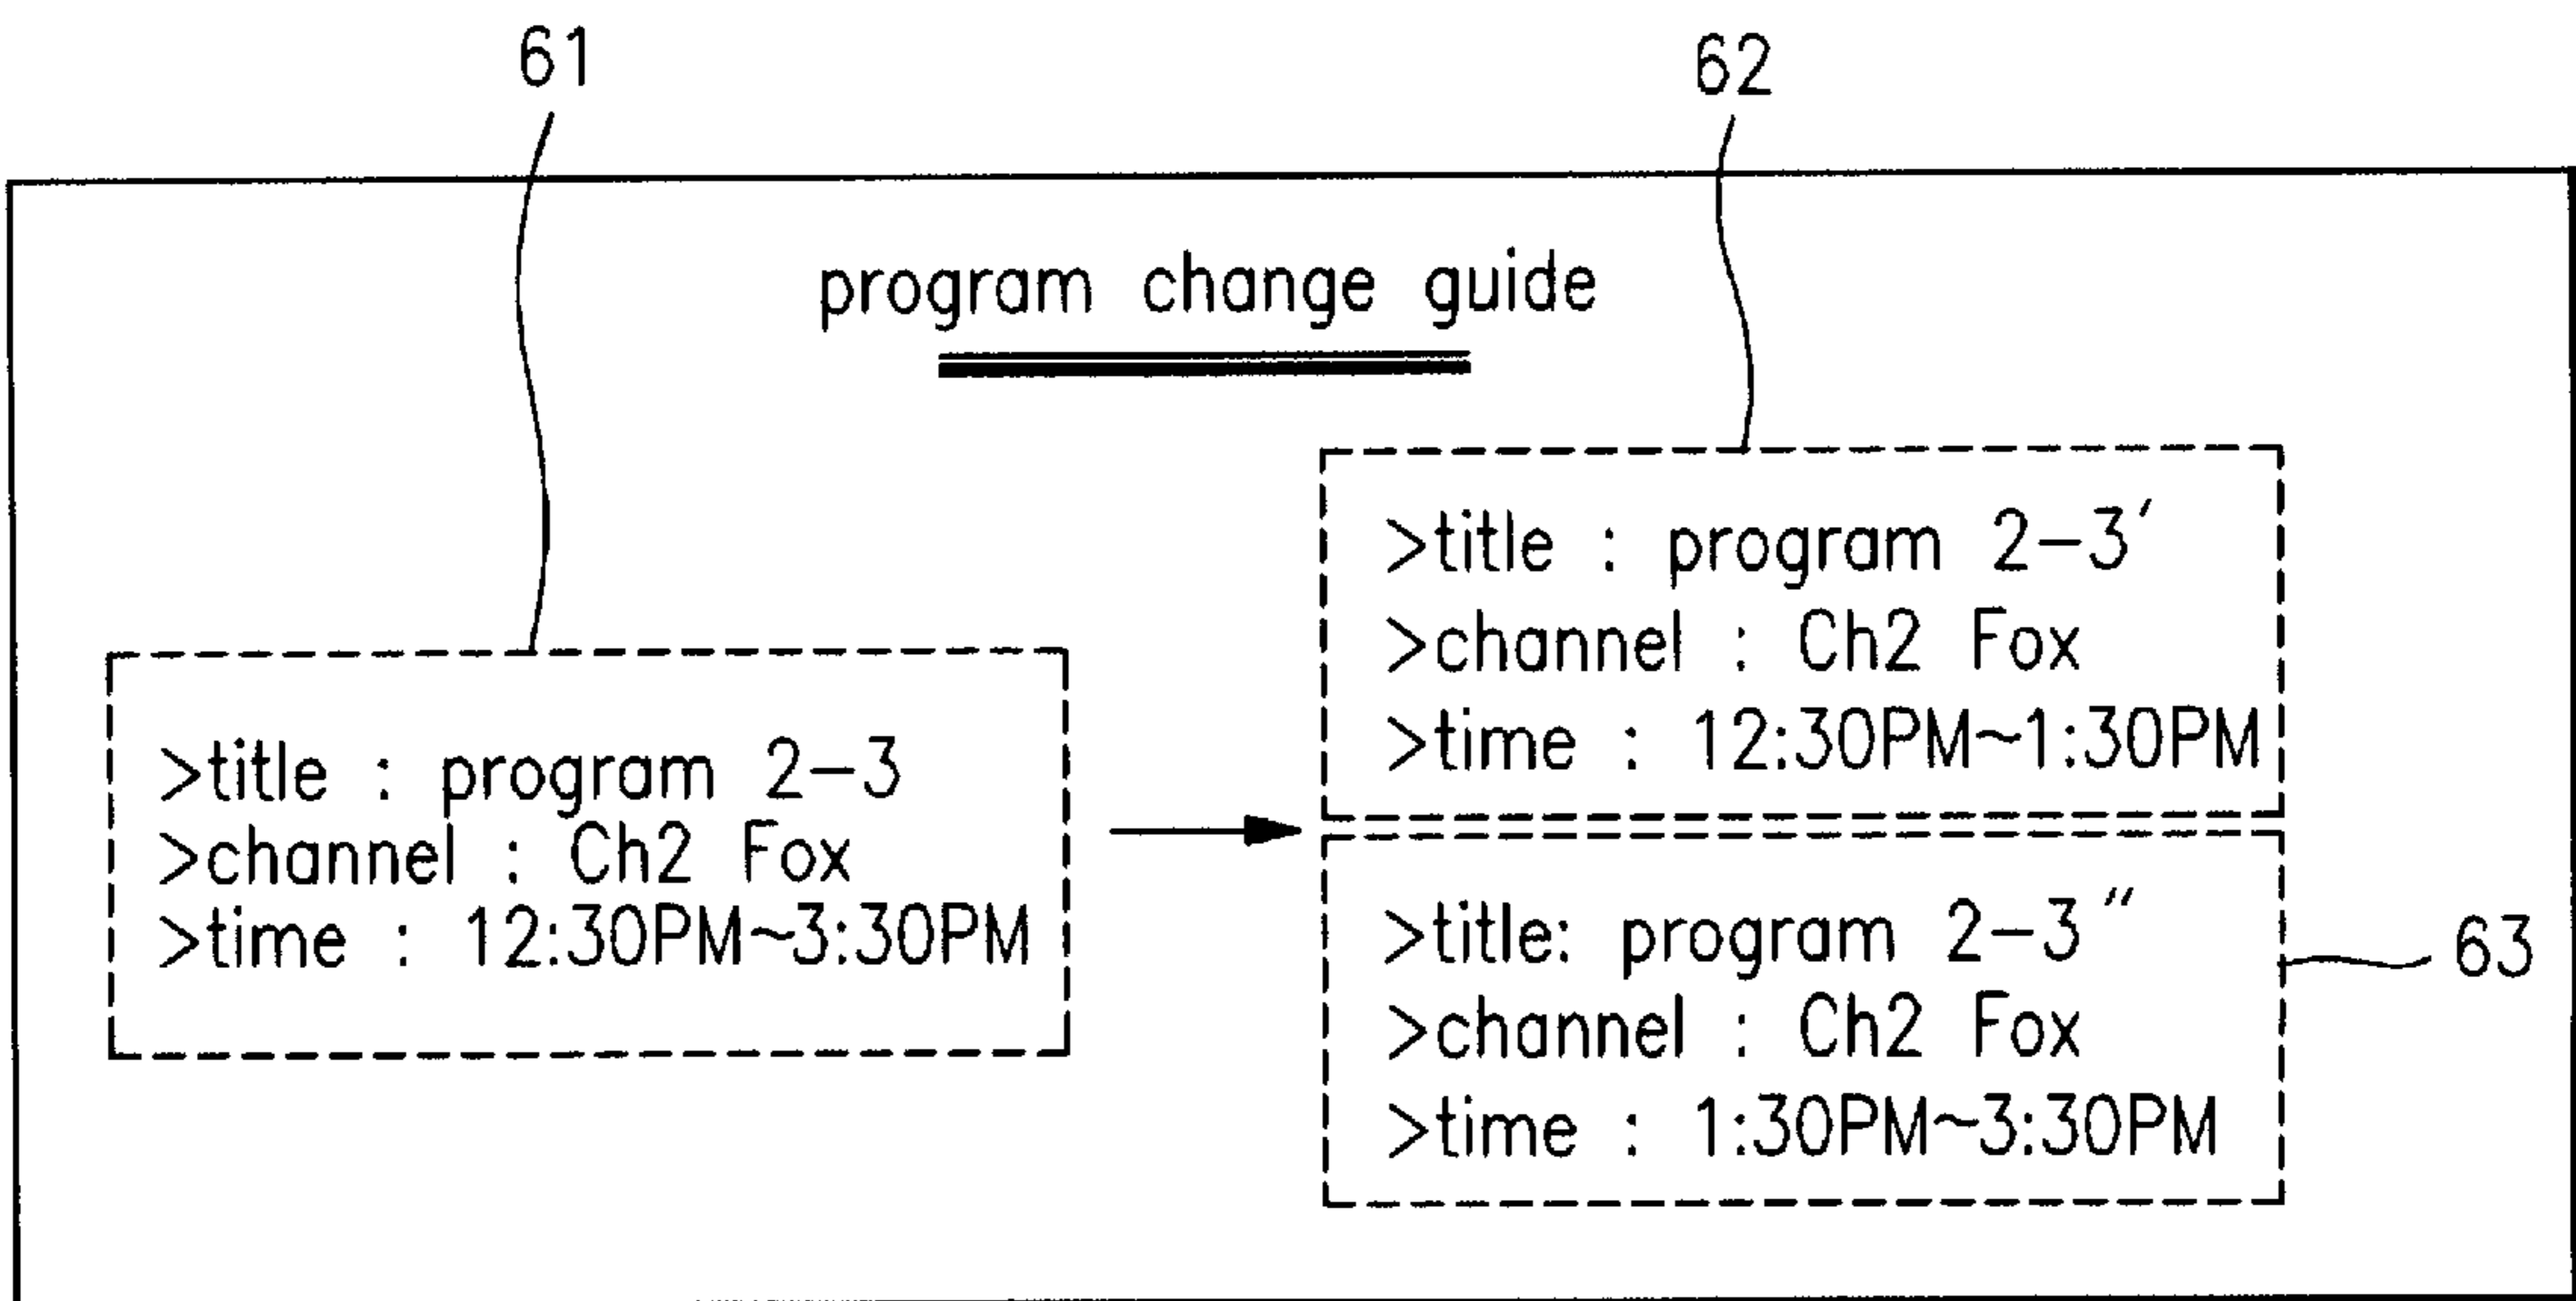 61
62
program change guide
>title : program 2-3
>channel : Ch2 Fox
>time : 12:30PM~3:30PM
>title : program 2-3′
>channel : Ch2 Fox
>time : 12:30PM~1:30PM
>title: program 2-3″
>channel : Ch2 Fox
>time : 1:30PM~3:30PM
63